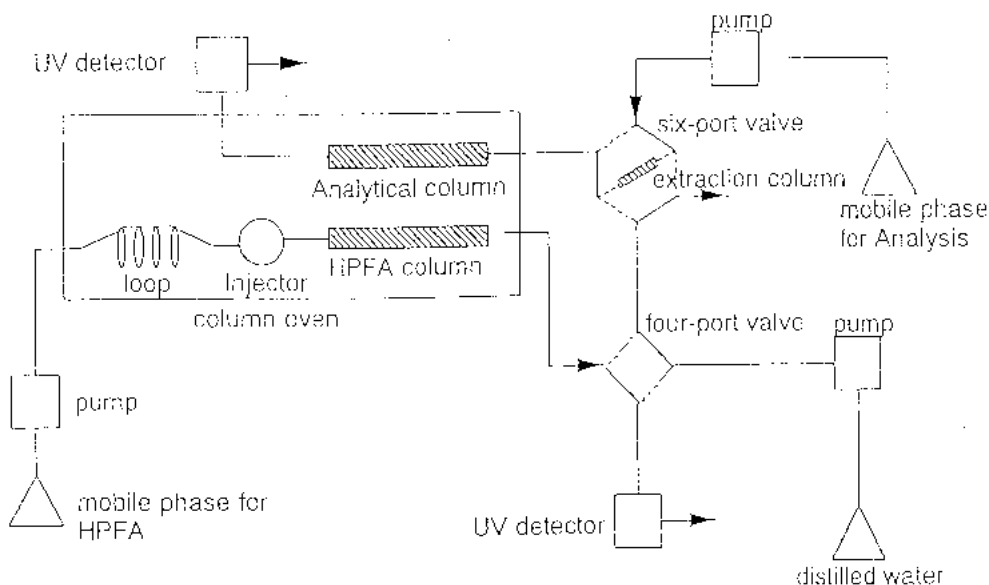 pump
UV detector
six-port valve
Analytical column
extraction column
mobile phase
for Analysis
loop
Injector
HPFA column
column oven
four-port valve
pump
pump
mobile phase for
HPFA
UV detector
distilled water